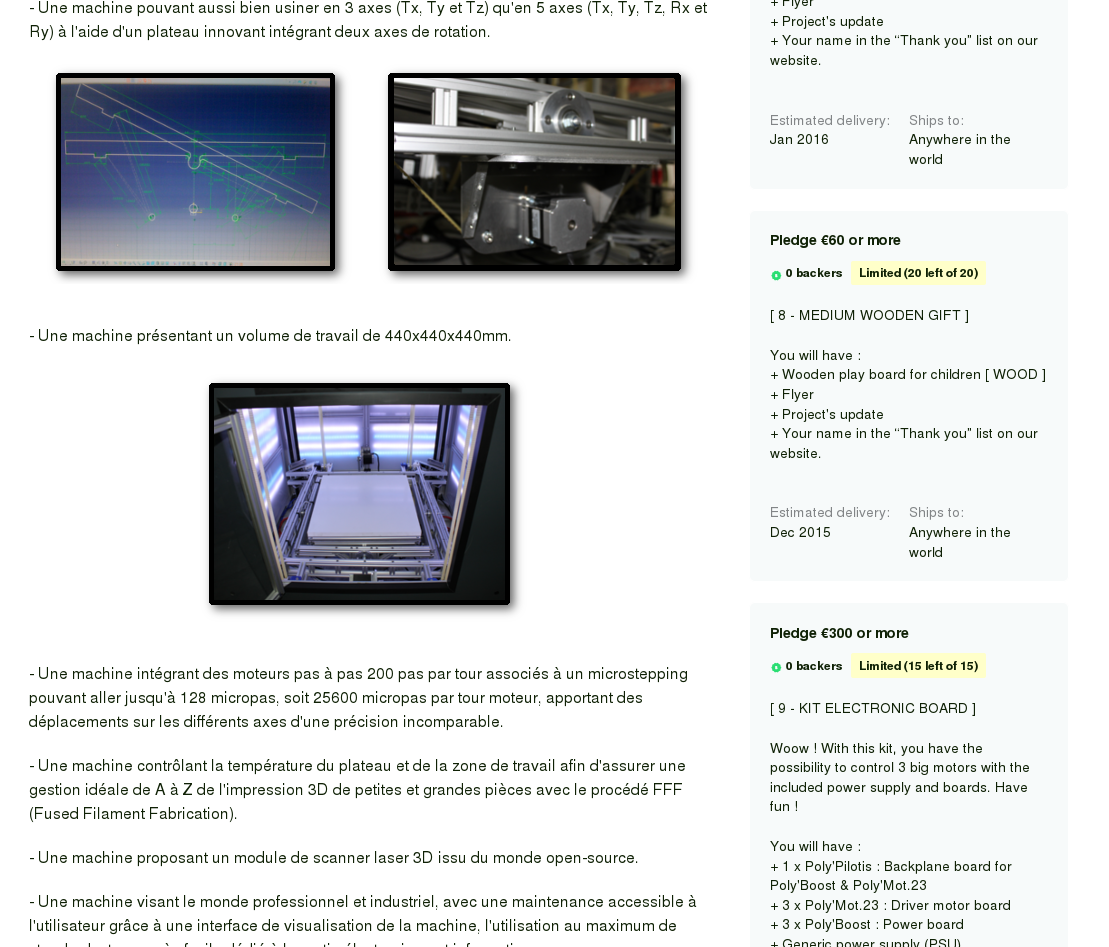 - Une machine pouvant aussi bien usiner en 3 axes (Tx, Ty et Tz) qu'en 5 axes (Tx, Ty, Tz, Rx et
Ry) à l'aide d'un plateau innovant intégrant deux axes de rotation.
- Une machine présentant un volume de travail de 440x440x440mm.
- Une machine intégrant des moteurs pas à pas 200 pas par tour associés à un microstepping
pouvant aller jusqu'à 128 micropas, soit 25600 micropas par tour moteur, apportant des
déplacements sur les différents axes d'une précision incomparable.
- Une machine contrôlant la température du plateau et de la zone de travail afin d'assurer une
gestion idéale de A à Z de l'impression 3D de petites et grandes pièces avec le procédé FFF
(Fused Filament Fabrication).
- Une machine proposant un module de scanner laser 3D issu du monde open-source.
- Une machine visant le monde professionnel et industriel, avec une maintenance accessible à
l'utilisateur grâce à une interface de visualisation de la machine, l'utilisation au maximum de
+ Flyer
+ Project's update
+ Your name in the “Thank you” list on our
website.
Estimated delivery: Ships to:
Jan 2016 Anywhere in the
world
Pledge €60 or more
0 backers Limited (20 left of 20)
[ 8 - MEDIUM WOODEN GIFT ]
You will have :
+ Wooden play board for children [ WOOD ]
+ Flyer
+ Project's update
+ Your name in the “Thank you” list on our
website.
Estimated delivery: Ships to:
Dec 2015 Anywhere in the
world
Pledge €300 or more
0 backers Limited (15 left of 15)
[ 9 - KIT ELECTRONIC BOARD ]
Woow ! With this kit, you have the
possibility to control 3 big motors with the
included power supply and boards. Have
fun !
You will have :
+ 1 x Poly'Pilotis : Backplane board for
Poly'Boost & Poly'Mot.23
+ 3 x Poly'Mot.23 : Driver motor board
+ 3 x Poly'Boost : Power board
+ Generic power supply (PSU)